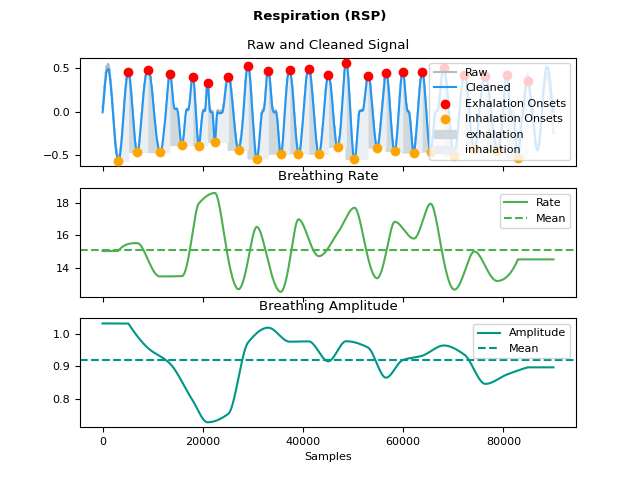 Respiration (RSP)
Raw and Cleaned Signal
0.5
0.0
−0.5
Raw
Cleaned
Exhalation Onsets
Inhalation Onsets
exhalation
inhalation
Breathing Rate
18
16
14
Rate
Mean
Breathing Amplitude
1.0
0.9
0.8
Amplitude
Mean
0 20000 40000 60000 80000
Samples